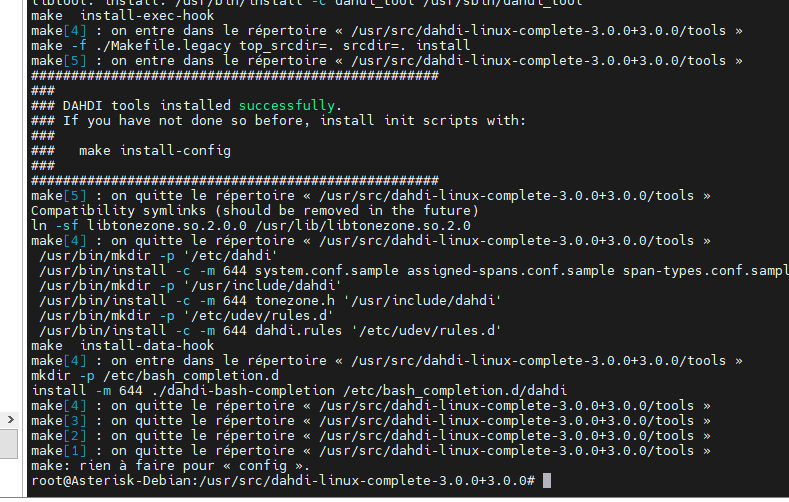 libtool: install: /usr/bin/install -c dahdi_tool /usr/sbin/dahdi_tool
make  install-exec-hook
make[4] : on entre dans le répertoire « /usr/src/dahdi-linux-complete-3.0.0+3.0.0/tools »
make -f ./Makefile.legacy top_srcdir=. srcdir=. install
make[5] : on entre dans le répertoire « /usr/src/dahdi-linux-complete-3.0.0+3.0.0/tools »
###################################################
###
### DAHDI tools installed successfully.
### If you have not done so before, install init scripts with:
###
###   make install-config
###
###################################################
make[5] : on quitte le répertoire « /usr/src/dahdi-linux-complete-3.0.0+3.0.0/tools »
Compatibility symlinks (should be removed in the future)
ln -sf libtonezone.so.2.0.0 /usr/lib/libtonezone.so.2.0
make[4] : on quitte le répertoire « /usr/src/dahdi-linux-complete-3.0.0+3.0.0/tools »
 /usr/bin/mkdir -p '/etc/dahdi'
 /usr/bin/install -c -m 644 system.conf.sample assigned-spans.conf.sample span-types.conf.sampl
 /usr/bin/mkdir -p '/usr/include/dahdi'
 /usr/bin/install -c -m 644 tonezone.h '/usr/include/dahdi'
 /usr/bin/mkdir -p '/etc/udev/rules.d'
 /usr/bin/install -c -m 644 dahdi.rules '/etc/udev/rules.d'
make  install-data-hook
make[4] : on entre dans le répertoire « /usr/src/dahdi-linux-complete-3.0.0+3.0.0/tools »
mkdir -p /etc/bash_completion.d
install -m 644 ./dahdi-bash-completion /etc/bash_completion.d/dahdi
make[4] : on quitte le répertoire « /usr/src/dahdi-linux-complete-3.0.0+3.0.0/tools »
make[3] : on quitte le répertoire « /usr/src/dahdi-linux-complete-3.0.0+3.0.0/tools »
make[2] : on quitte le répertoire « /usr/src/dahdi-linux-complete-3.0.0+3.0.0/tools »
make[1] : on quitte le répertoire « /usr/src/dahdi-linux-complete-3.0.0+3.0.0/tools »
make: rien à faire pour « config ».
root@Asterisk-Debian:/usr/src/dahdi-linux-complete-3.0.0+3.0.0#